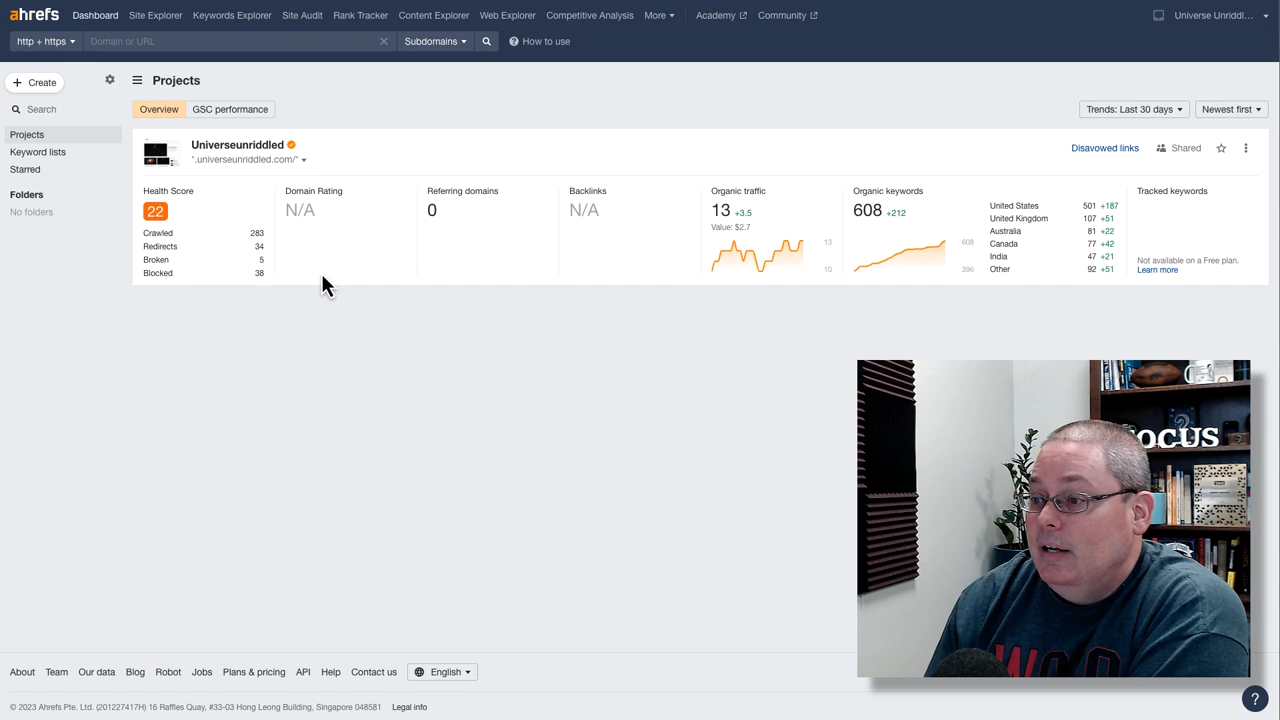 ahrefs Dashboard Site Explorer Keywords Explorer Site Audit Rank Tracker Content Explorer Web Explorer Competitive Analysis More Academy Community Universe Unriddl...
http + https Domain or URL Subdomains How to use
Create
Projects
Search
Overview GSC performance Trends: Last 30 days Newest first
Projects
Keyword lists
Starred
Folders
No folders
Universeunriddled
*.universeunriddled.com/*
Disavowed links Shared
Health Score Domain Rating Referring domains Backlinks Organic traffic Organic keywords Tracked keywords
22 N/A 0 N/A 13 +3.5 608 +212
Value: $2.7
Crawled 283
Redirects 34
Broken 5
Blocked 38
13
10
608
396
United States 501 +187
United Kingdom 107 +51
Australia 81 +22
Canada 77 +42
India 47 +21
Other 92 +51
Not available on a Free plan.
Learn more
FOCUS
About Team Our data Blog Robot Jobs Plans & pricing API Help Contact us English
© 2023 Ahrefs Pte. Ltd. (201227417H) 16 Raffles Quay, #33-03 Hong Leong Building, Singapore 048581 Legal info
?